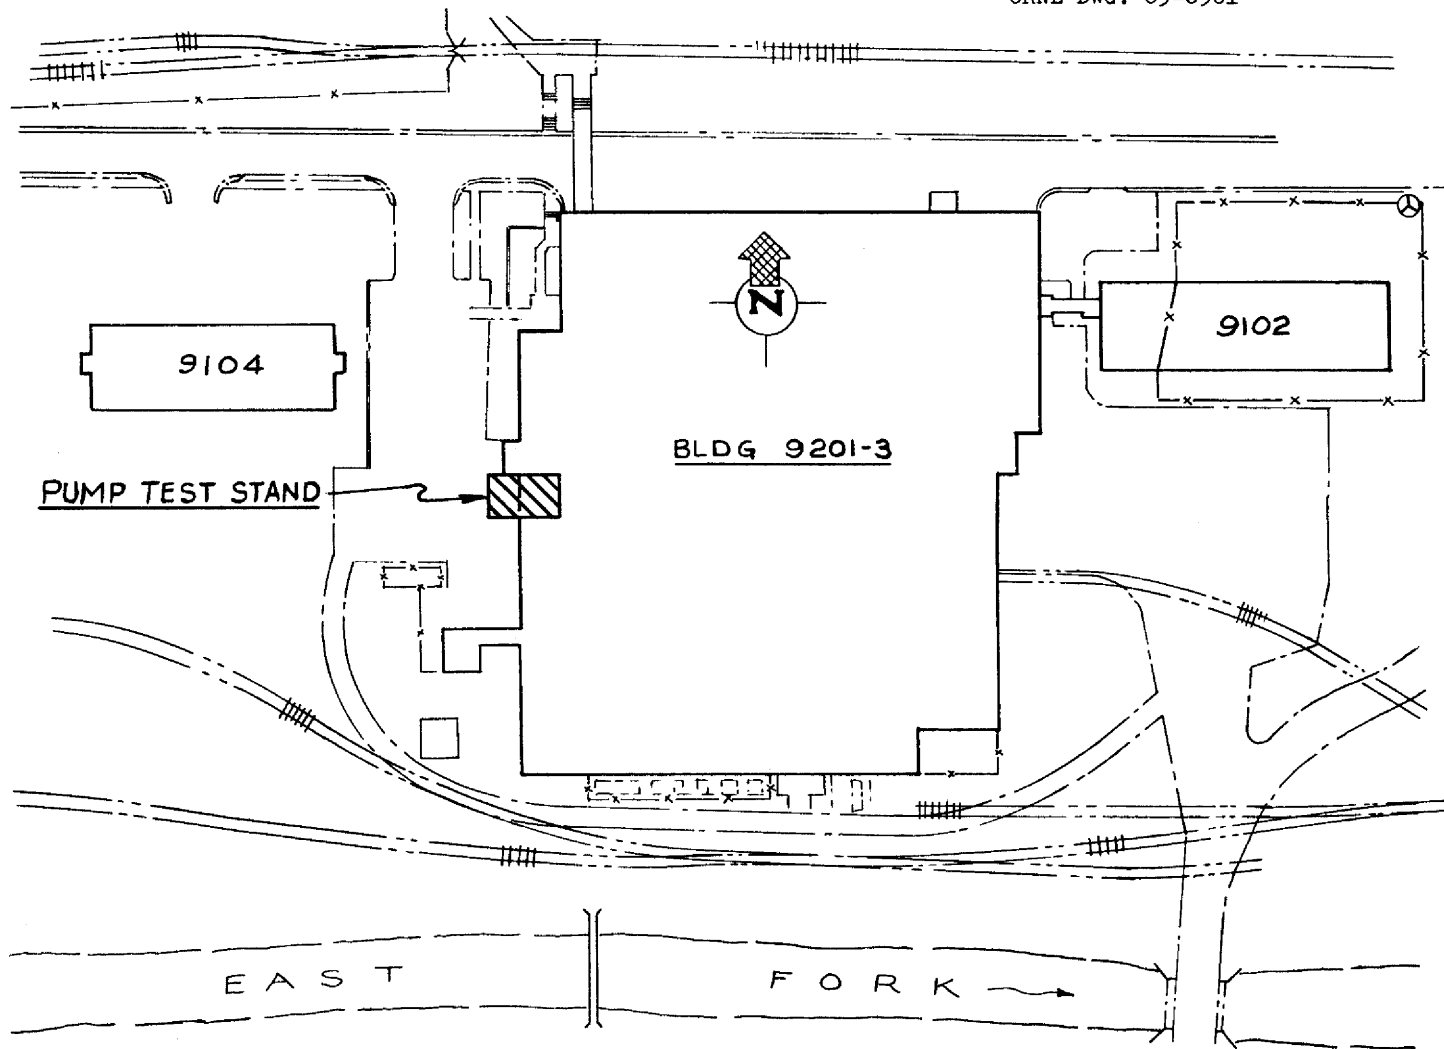 N
9102
9104
BLDG 9201-3
PUMP TEST STAND
EAST FORK